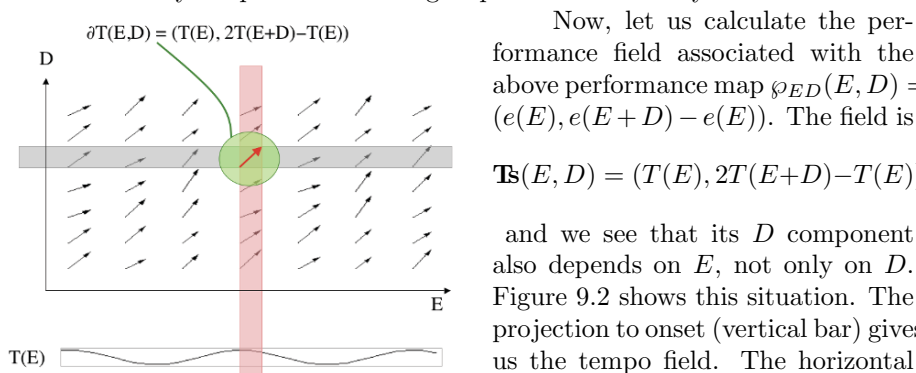 ∂T(E,D) = (T(E), 2T(E+D)−T(E))
D
E
T(E)
Now, let us calculate the per-
formance field associated with the
above performance map ℘_ED(E, D) =
(e(E), e(E + D) − e(E)). The field is
Ts(E, D) = (T(E), 2T(E+D)−T(E)
and we see that its D component
also depends on E, not only on D.
Figure 9.2 shows this situation. The
projection to onset (vertical bar) gives
us the tempo field. The horizontal